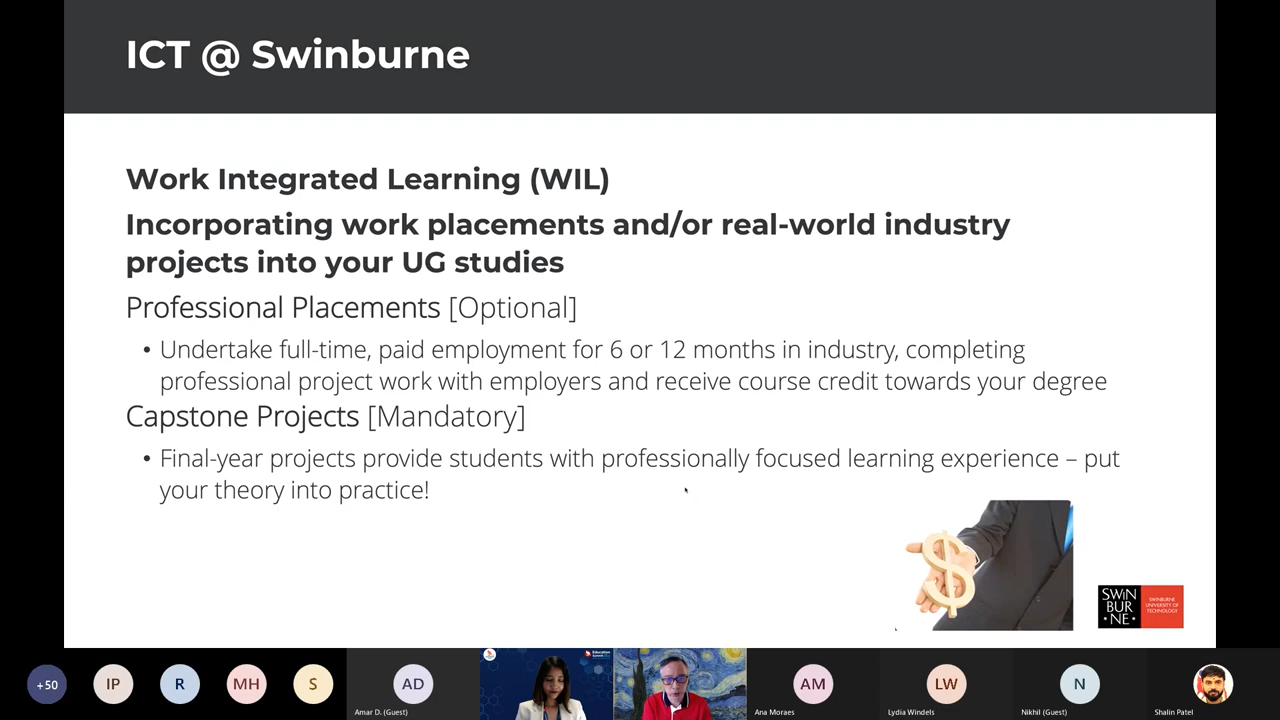 ICT @ Swinburne
Work Integrated Learning (WIL)
Incorporating work placements and/or real-world industry
projects into your UG studies
Professional Placements [Optional]
• Undertake full-time, paid employment for 6 or 12 months in industry, completing
professional project work with employers and receive course credit towards your degree
Capstone Projects [Mandatory]
• Final-year projects provide students with professionally focused learning experience – put
your theory into practice!
$
SWIN
BUR
• NE •
SWINBURNE
UNIVERSITY OF
TECHNOLOGY
+50
IP
R
MH
S
AD
Amar D. (Guest)
Education
AM
Ana Moraes
LW
Lydia Windels
N
Nikhil (Guest)
Shalin Patel